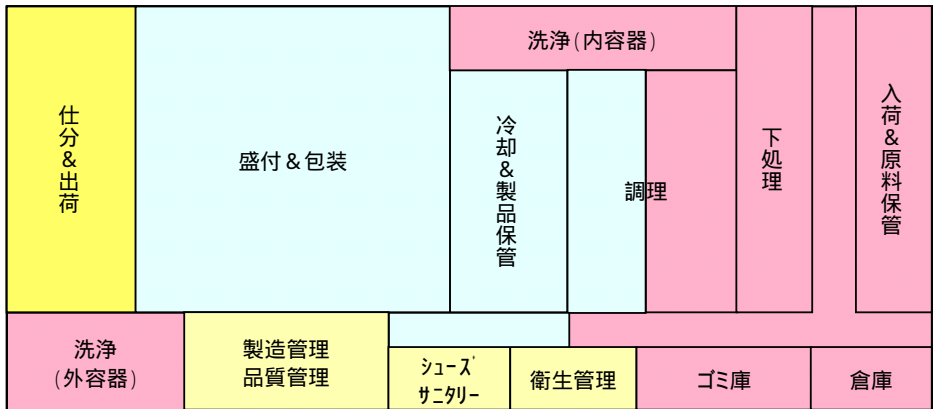 洗浄(内容器)
仕分&出荷
盛付&包装
冷却&製品保管
調理
下処理
入荷&原料保管
洗浄
(外容器)
製造管理
品質管理
シューズ
サニタリー
衛生管理
ゴミ庫
倉庫